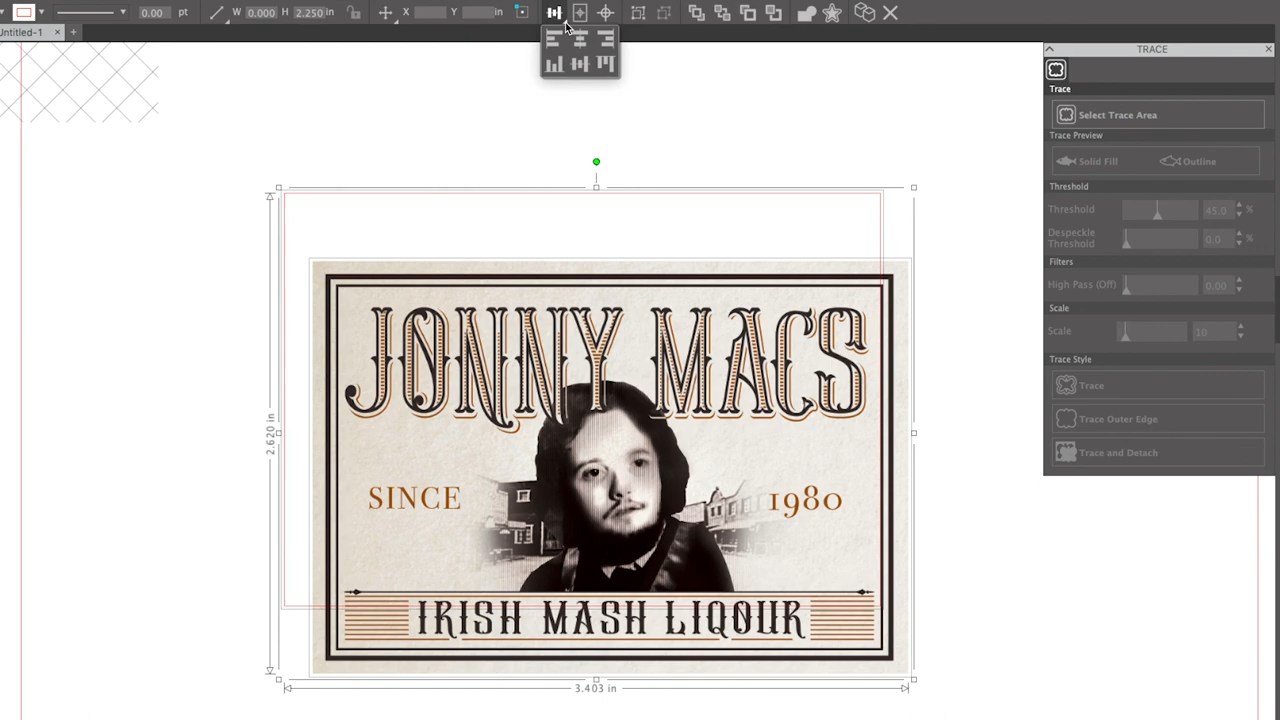 0.00 pt W 0.000 H 2.250 in X Y in
Untitled-1 × +
TRACE
Trace
Select Trace Area
Trace Preview
Solid Fill Outline
Threshold
Threshold 45.0 %
Despeckle Threshold 0.0 %
Filters
High Pass (Off) 0.00
Scale
Scale 10
Trace Style
Trace
Trace Outer Edge
Trace and Detach
2.620 in
JONNY MACS
SINCE 1980
IRISH MASH LIQOUR
3.403 in